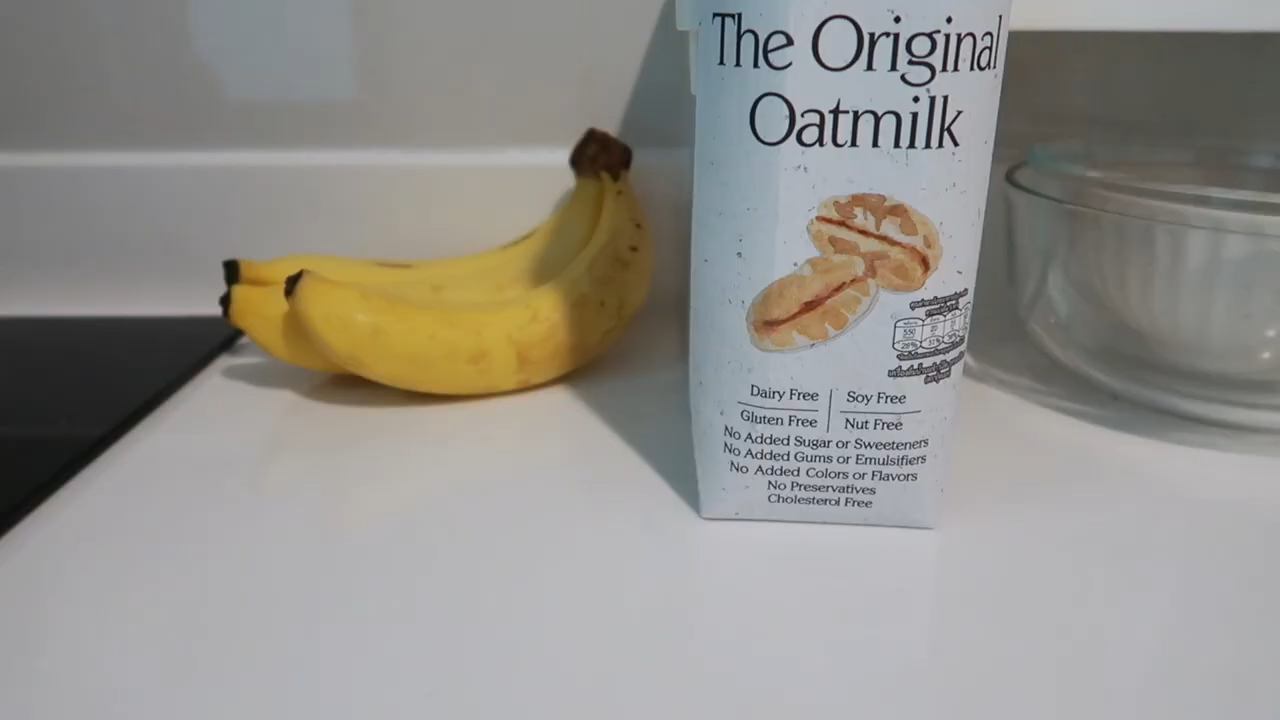 The Original
Oatmilk
550
Dairy Free
Soy Free
Gluten Free
Nut Free
No Added Sugar or Sweeteners
No Added Gums or Emulsifiers
No Added Colors or Flavors
No Preservatives
Cholesterol Free